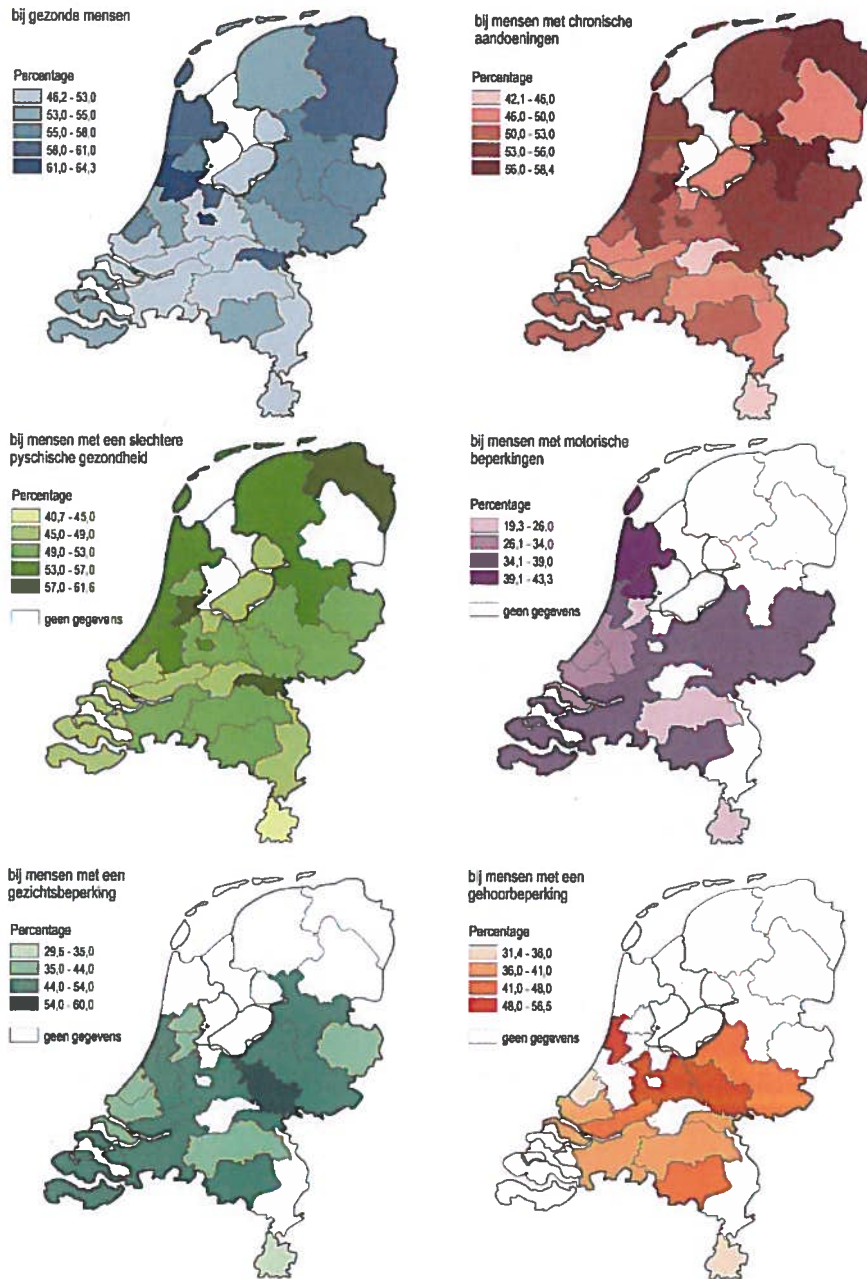 bij gezonde mensen
Percentage
46,2 - 53,0
53,0 - 55,0
55,0 - 58,0
58,0 - 61,0
61,0 - 64,3
bij mensen met chronische
aandoeningen
Percentage
42,1 - 46,0
46,0 - 50,0
50,0 - 53,0
53,0 - 56,0
56,0 - 58,4
bij mensen met een slechtere
pyschische gezondheid
Percentage
40,7 - 45,0
45,0 - 49,0
49,0 - 53,0
53,0 - 57,0
57,0 - 61,6
geen gegevens
bij mensen met motorische
beperkingen
Percentage
19,3 - 26,0
26,1 - 34,0
34,1 - 39,0
39,1 - 43,3
geen gegevens
bij mensen met een
gezichtsbeperking
Percentage
29,5 - 35,0
35,0 - 44,0
44,0 - 54,0
54,0 - 60,0
geen gegevens
bij mensen met een
gehoorbeperking
Percentage
31,4 - 36,0
36,0 - 41,0
41,0 - 48,0
48,0 - 56,5
geen gegevens